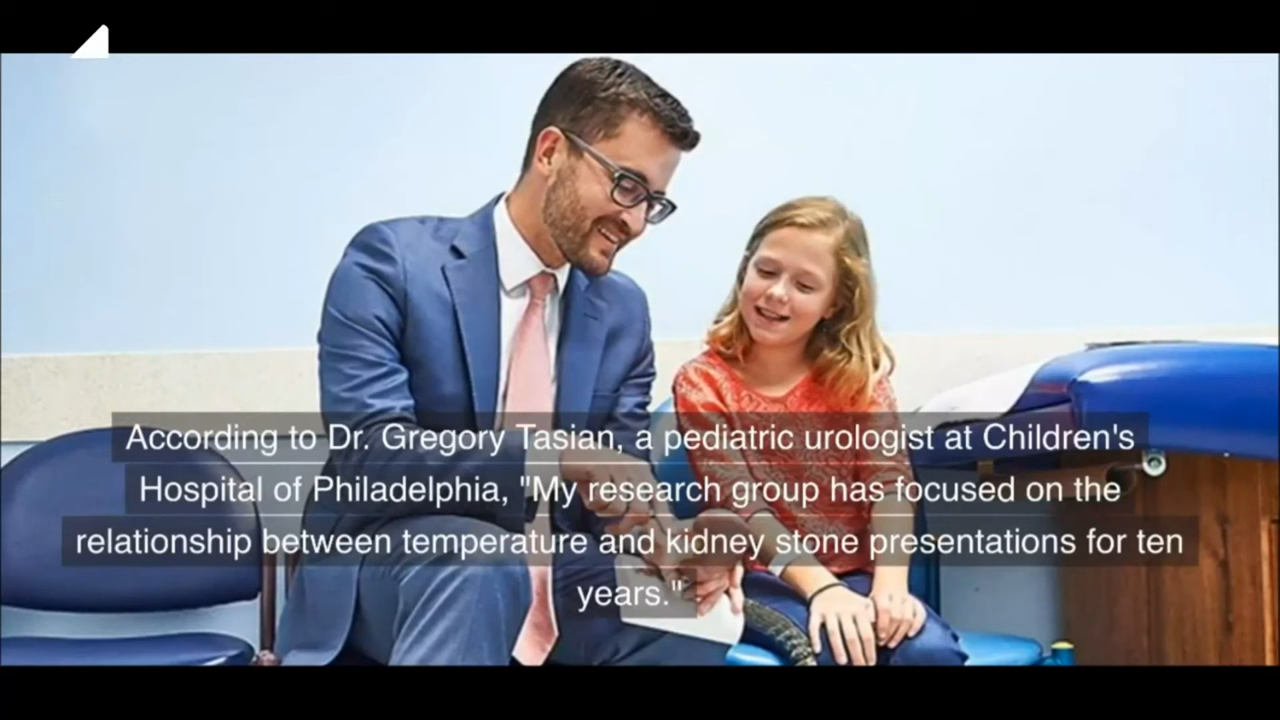 According to Dr. Gregory Tasian, a pediatric urologist at Children's
Hospital of Philadelphia, "My research group has focused on the
relationship between temperature and kidney stone presentations for ten
years."